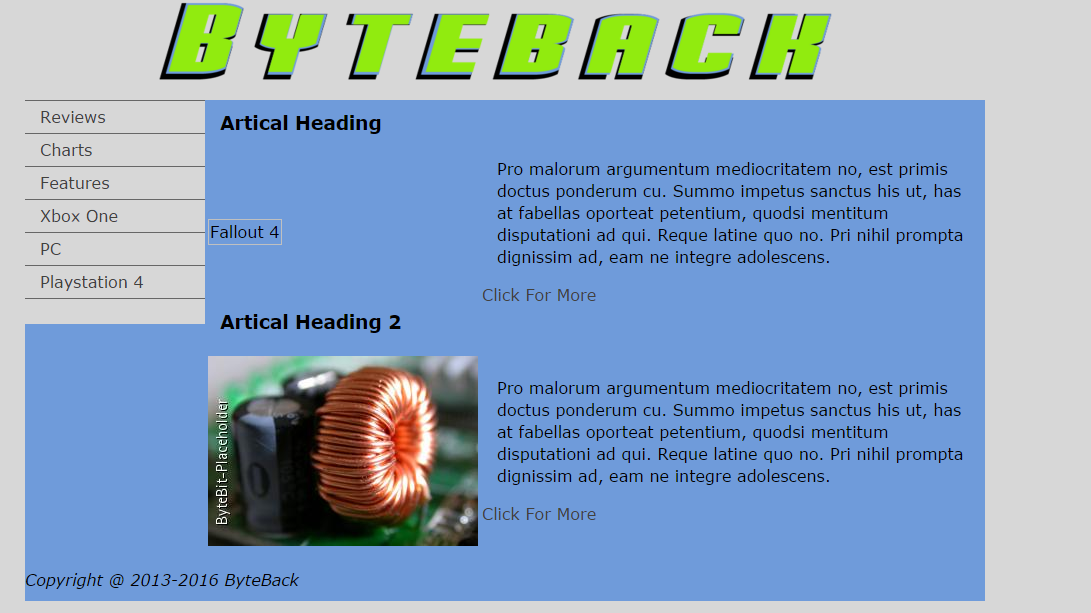 Byteback
Reviews
Charts
Features
Xbox One
PC
Playstation 4
Artical Heading
Fallout 4
Pro malorum argumentum mediocritatem no, est primis
doctus ponderum cu. Summo impetus sanctus his ut, has
at fabellas oporteat petentium, quodsi mentitum
disputationi ad qui. Reque latine quo no. Pri nihil prompta
dignissim ad, eam ne integre adolescens.
Click For More
Artical Heading 2
ByteBit-Placeholder
Pro malorum argumentum mediocritatem no, est primis
doctus ponderum cu. Summo impetus sanctus his ut, has
at fabellas oporteat petentium, quodsi mentitum
disputationi ad qui. Reque latine quo no. Pri nihil prompta
dignissim ad, eam ne integre adolescens.
Click For More
Copyright @ 2013-2016 ByteBack